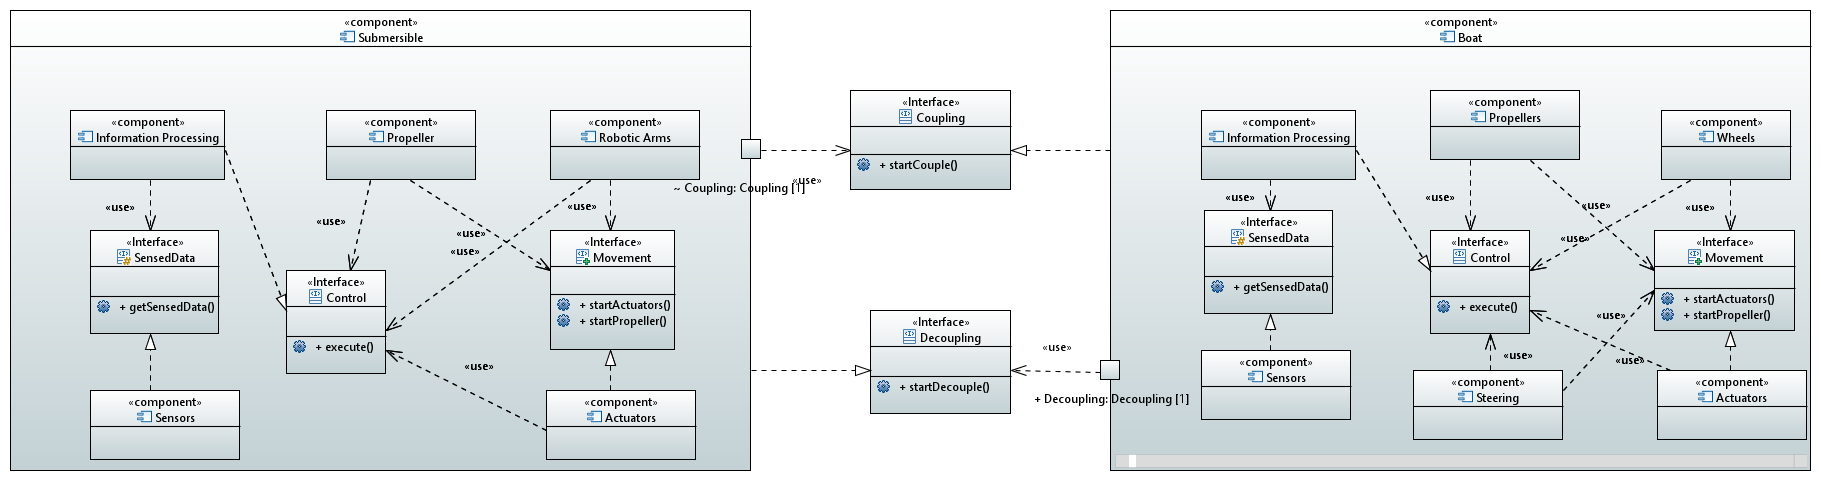 «component»
Submersible
«component»
Information Processing
«component»
Propeller
«component»
Robotic Arms
«use»
«use»
«use»
«use»
«use»
«Interface»
SensedData
+ getSensedData()
«Interface»
Control
+ execute()
«Interface»
Movement
+ startActuators()
+ startPropeller()
«use»
«component»
Sensors
«component»
Actuators
~ Coupling: Coupling [1]
«use»
«Interface»
Coupling
+ startCouple()
«Interface»
Decoupling
+ startDecouple()
«use»
+ Decoupling: Decoupling [1]
«component»
Boat
«component»
Information Processing
«component»
Propellers
«component»
Wheels
«use»
«use»
«use»
«use»
«use»
«Interface»
SensedData
+ getSensedData()
«Interface»
Control
+ execute()
«Interface»
Movement
+ startActuators()
+ startPropeller()
«use»
«use»
«use»
«component»
Sensors
«component»
Steering
«component»
Actuators